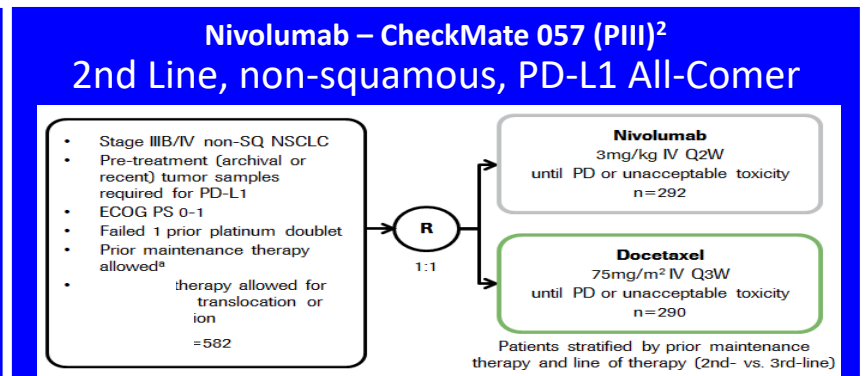 Nivolumab – CheckMate 057 (PIII)²
2nd Line, non-squamous, PD-L1 All-Comer
• Stage IIIB/IV non-SQ NSCLC
• Pre-treatment (archival or
recent) tumor samples
required for PD-L1
• ECOG PS 0-1
• Failed 1 prior platinum doublet
• Prior maintenance therapy
allowedᵃ
• allowed for
translocation or
=582
R
1:1
Nivolumab
3mg/kg IV Q2W
until PD or unacceptable toxicity
n=292
Docetaxel
75mg/m² IV Q3W
until PD or unacceptable toxicity
n=290
Patients stratified by prior maintenance
therapy and line of therapy (2nd- vs. 3rd-line)